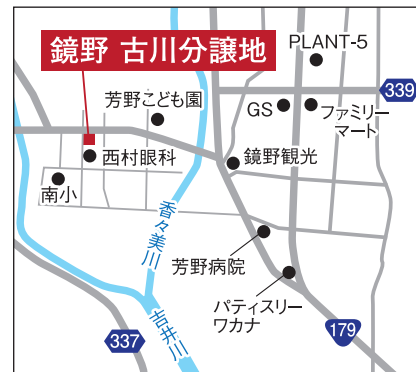 鏡野 古川分譲地
PLANT-5
339
芳野こども園
GS
ファミリー
マート
西村眼科
鏡野観光
南小
香々美川
芳野病院
パティスリー
ワカナ
吉井川
337
179